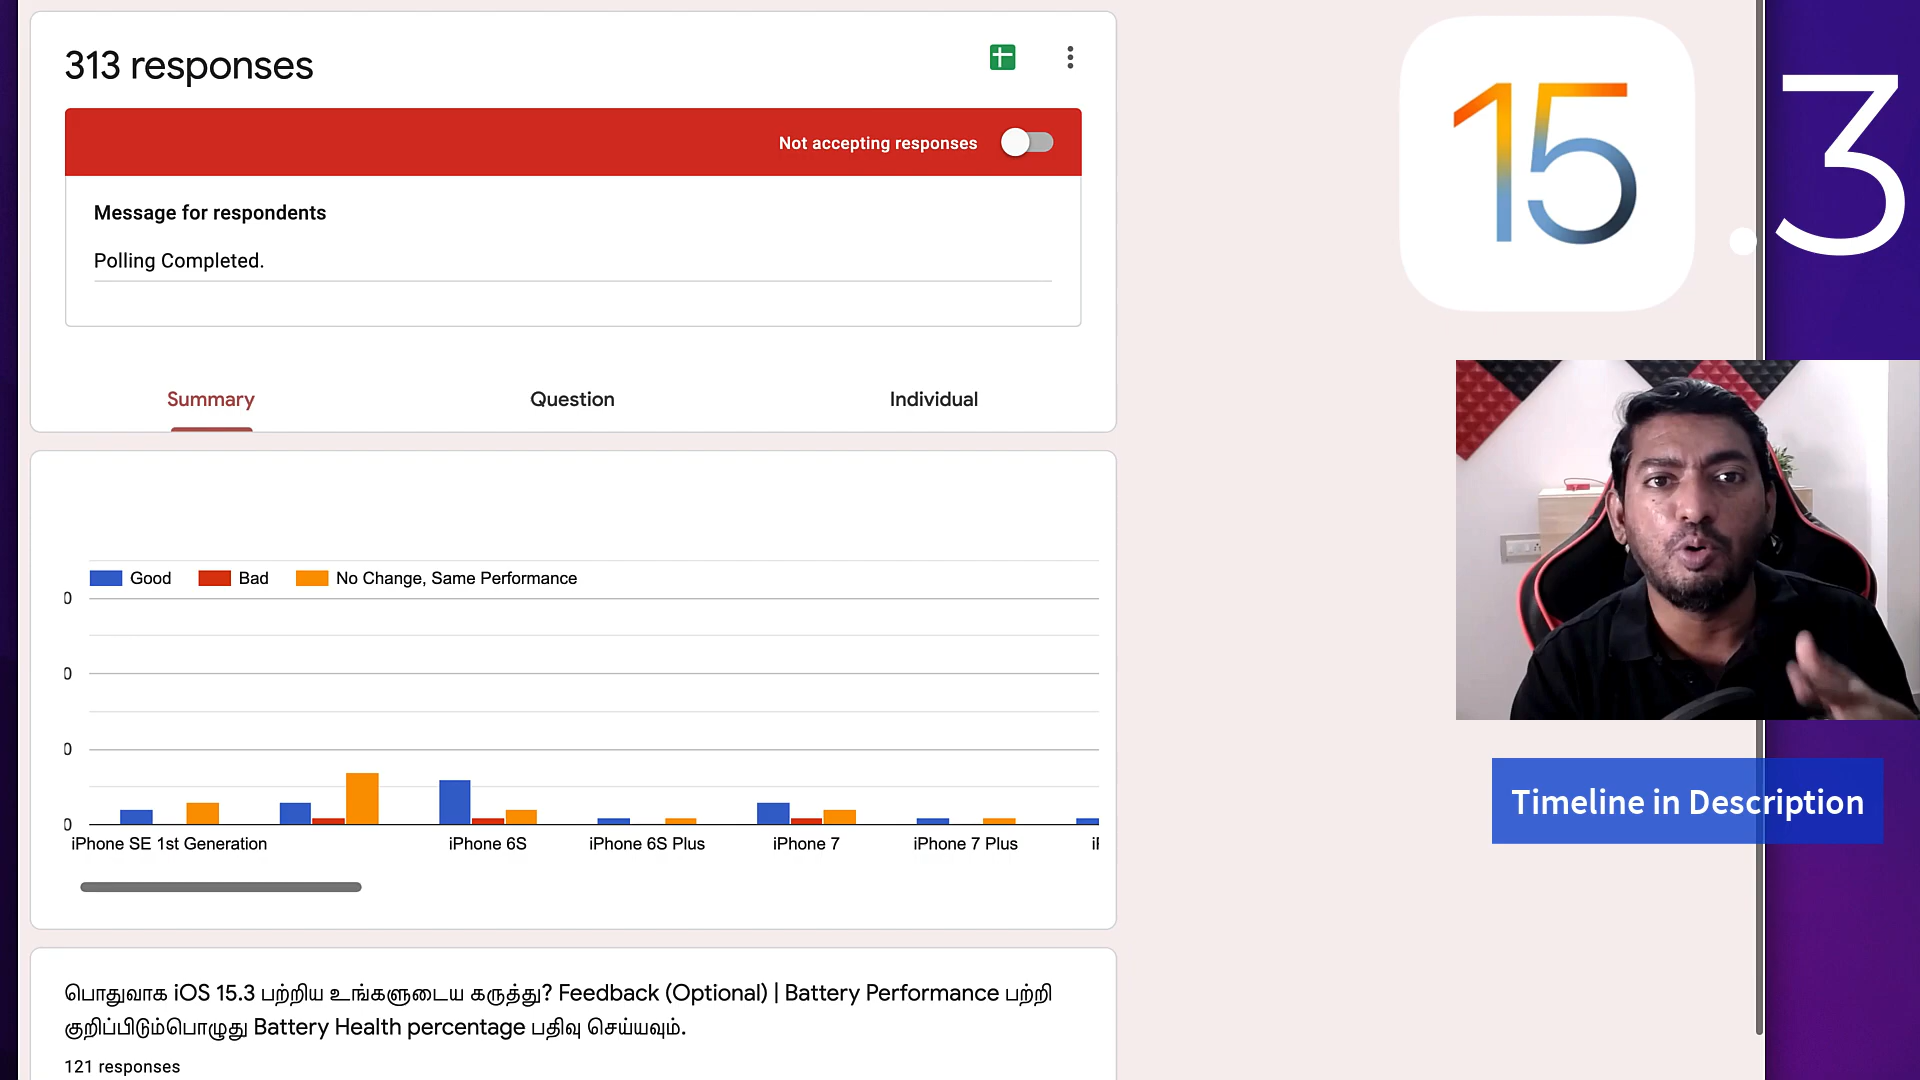 313 responses
Not accepting responses
Message for respondents
Polling Completed.
Summary
Question
Individual
Good
Bad
No Change, Same Performance
0
0
0
0
iPhone SE 1st Generation
iPhone 6S
iPhone 6S Plus
iPhone 7
iPhone 7 Plus
பொதுவாக iOS 15.3 பற்றிய உங்களுடைய கருத்து? Feedback (Optional) | Battery Performance பற்றி
குறிப்பிடும்பொழுது Battery Health percentage பதிவு செய்யவும்.
121 responses
15.3
Timeline in Description